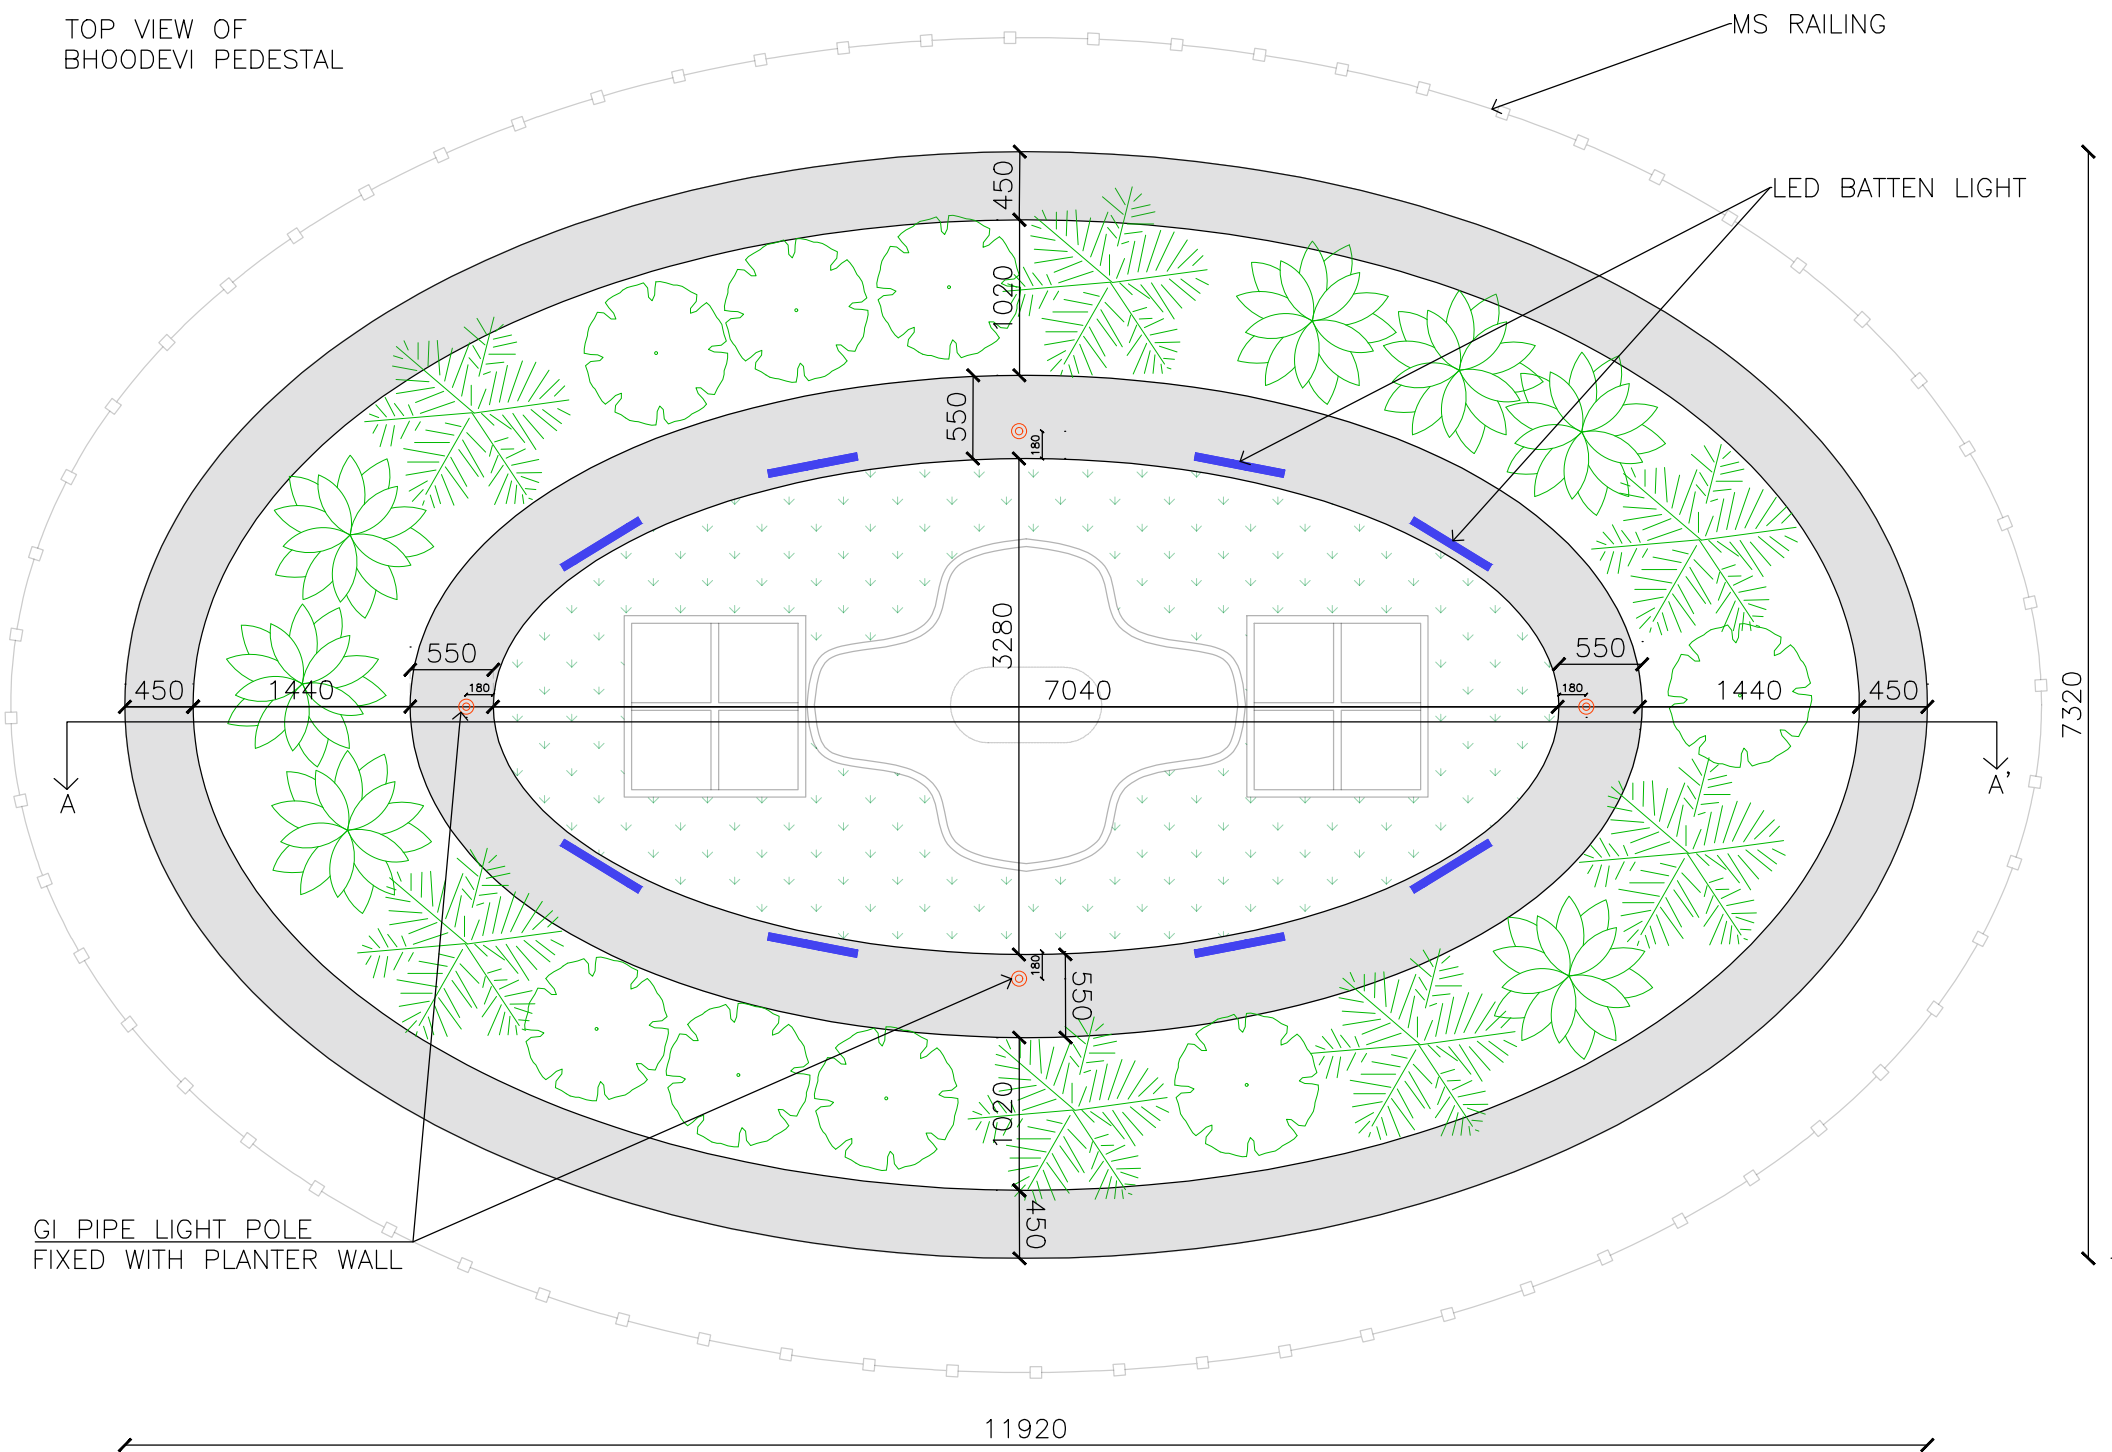 TOP VIEW OF
BHOODEVI PEDESTAL
MS RAILING
LED BATTEN LIGHT
450
1020
550
180
3280
550
180
450
1440
7040
550
180
1440
450
7320
A
A'
180
550
1020
450
GI PIPE LIGHT POLE
FIXED WITH PLANTER WALL
11920